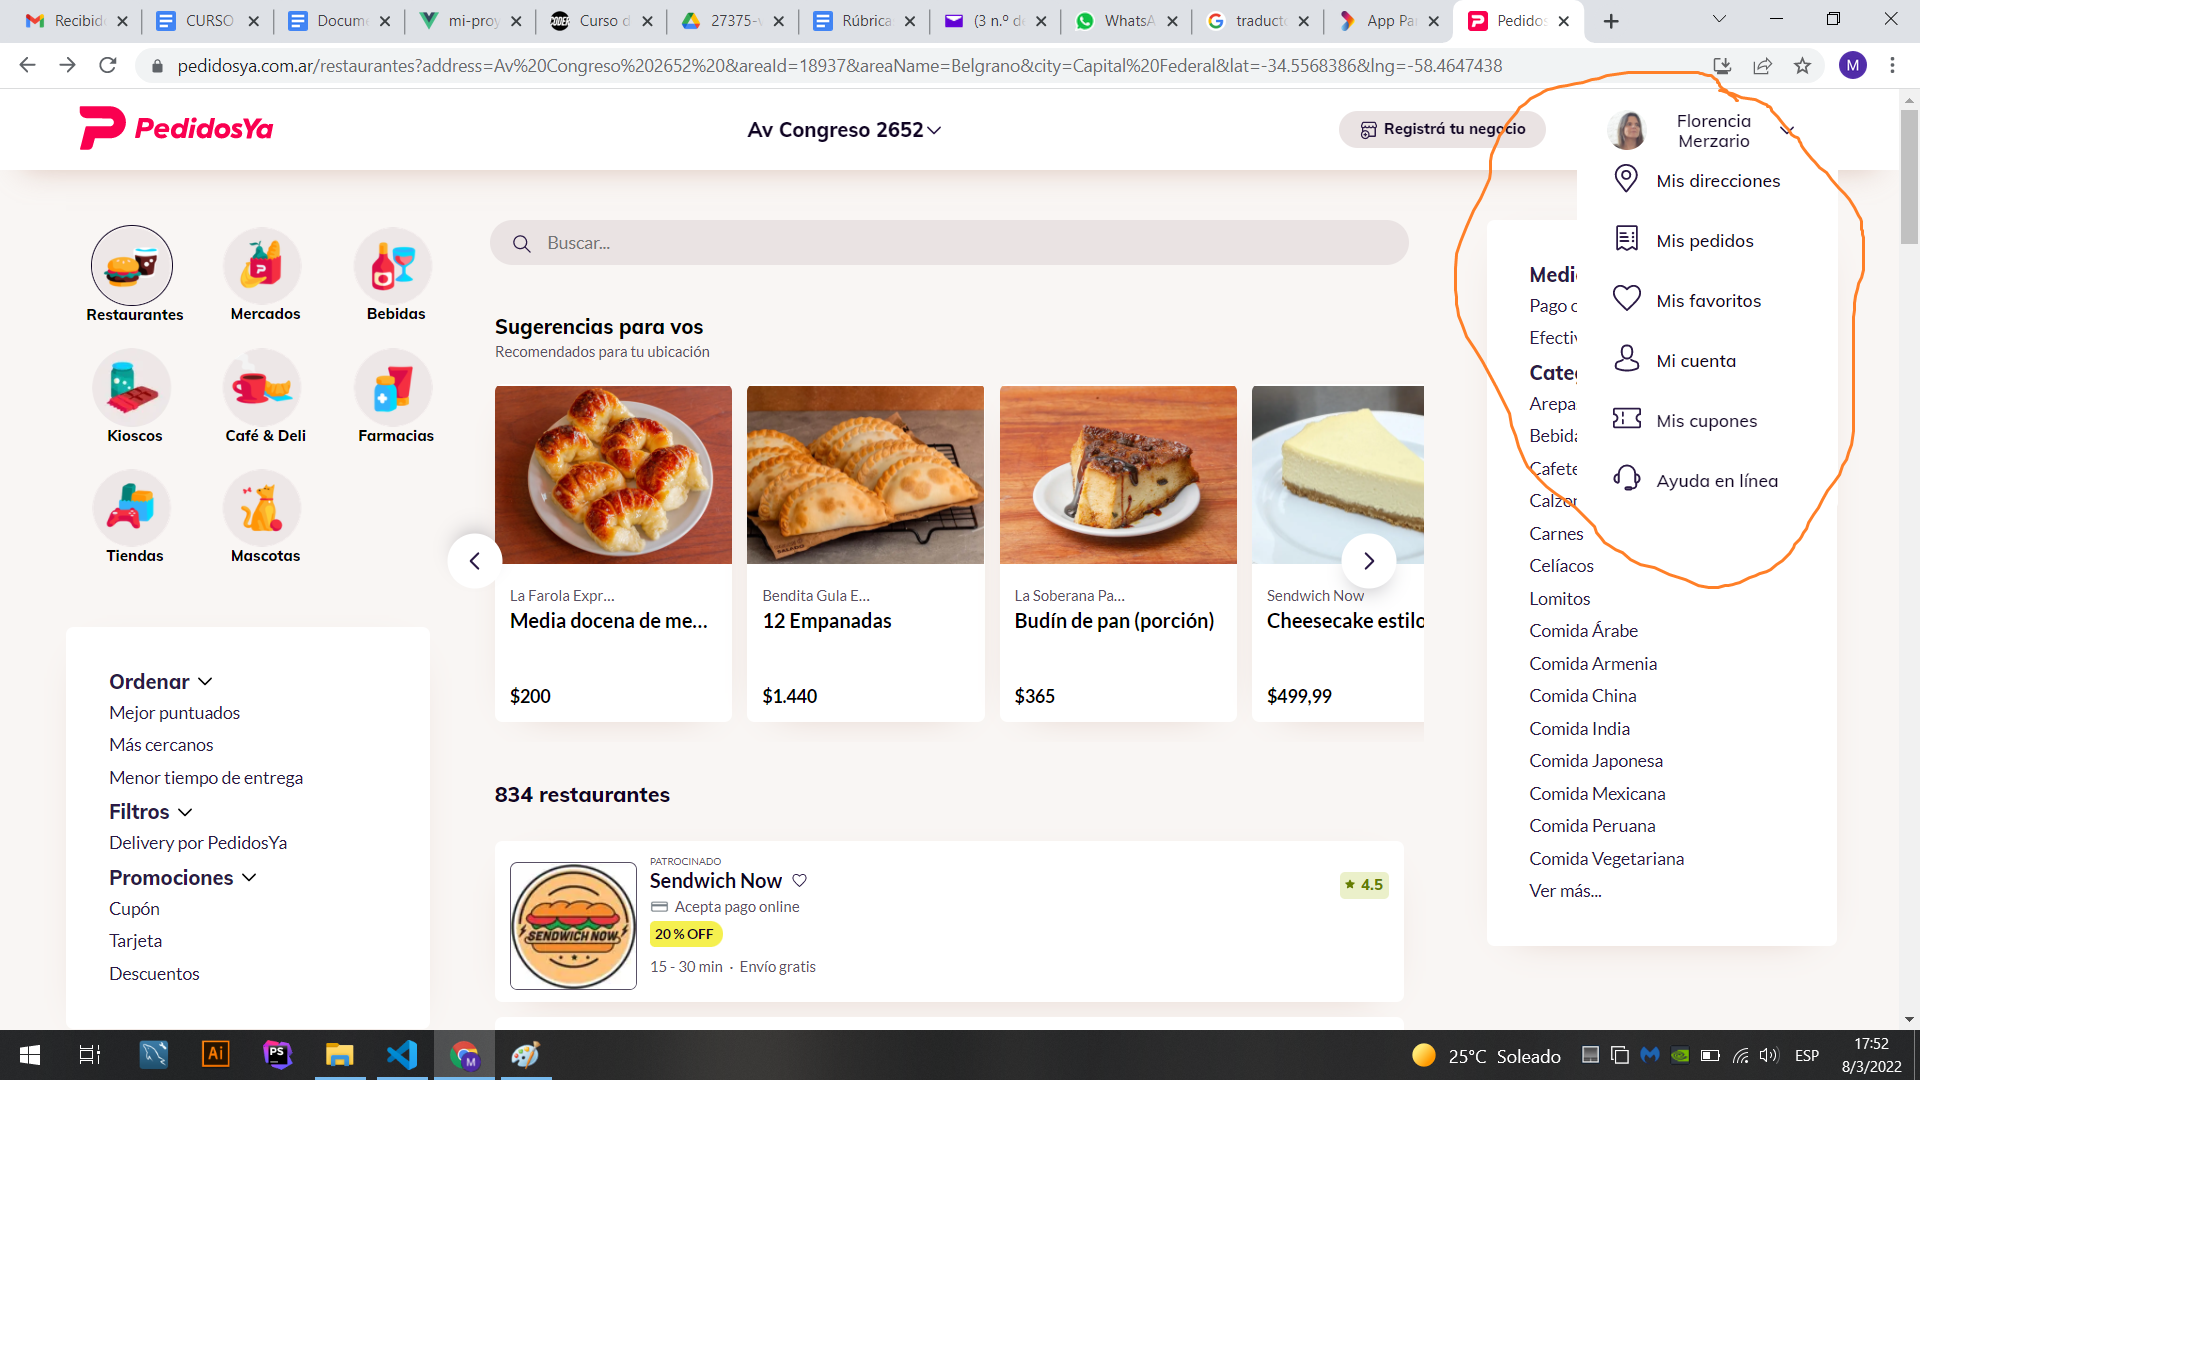 Recibid
CURSO
Docum
mi-proy
Curso d
27375-v
Rúbrica
(3 n.º de
WhatsA
traducto
App Par
Pedidos
pedidosya.com.ar/restaurantes?address=Av%20Congreso%202652%20&areaId=18937&areaName=Belgrano&city=Capital%20Federal&lat=-34.5568386&lng=-58.4647438
M
PedidosYa
Av Congreso 2652
Registrá tu negocio
Florencia
Merzario
Mis direcciones
Mis pedidos
Mis favoritos
Mi cuenta
Mis cupones
Ayuda en línea
Restaurantes
Mercados
Bebidas
Kioscos
Café & Deli
Farmacias
Tiendas
Mascotas
Ordenar
Mejor puntuados
Más cercanos
Menor tiempo de entrega
Filtros
Delivery por PedidosYa
Promociones
Cupón
Tarjeta
Descuentos
Buscar...
Sugerencias para vos
Recomendados para tu ubicación
La Farola Expr...
Media docena de me...
$200
Bendita Gula E...
12 Empanadas
$1.440
La Soberana Pa...
Budín de pan (porción)
$365
Sendwich Now
Cheesecake estilo
$499,99
834 restaurantes
SENDWICH NOW
PATROCINADO
Sendwich Now
Acepta pago online
20 % OFF
15 - 30 min · Envío gratis
4.5
Medi
Pago o
Efectiv
Cate
Arepa
Bebida
Cafete
Calzon
Carnes
Celíacos
Lomitos
Comida Árabe
Comida Armenia
Comida China
Comida India
Comida Japonesa
Comida Mexicana
Comida Peruana
Comida Vegetariana
Ver más...
Ai
PS
M
25°C Soleado
ESP
17:52
8/3/2022